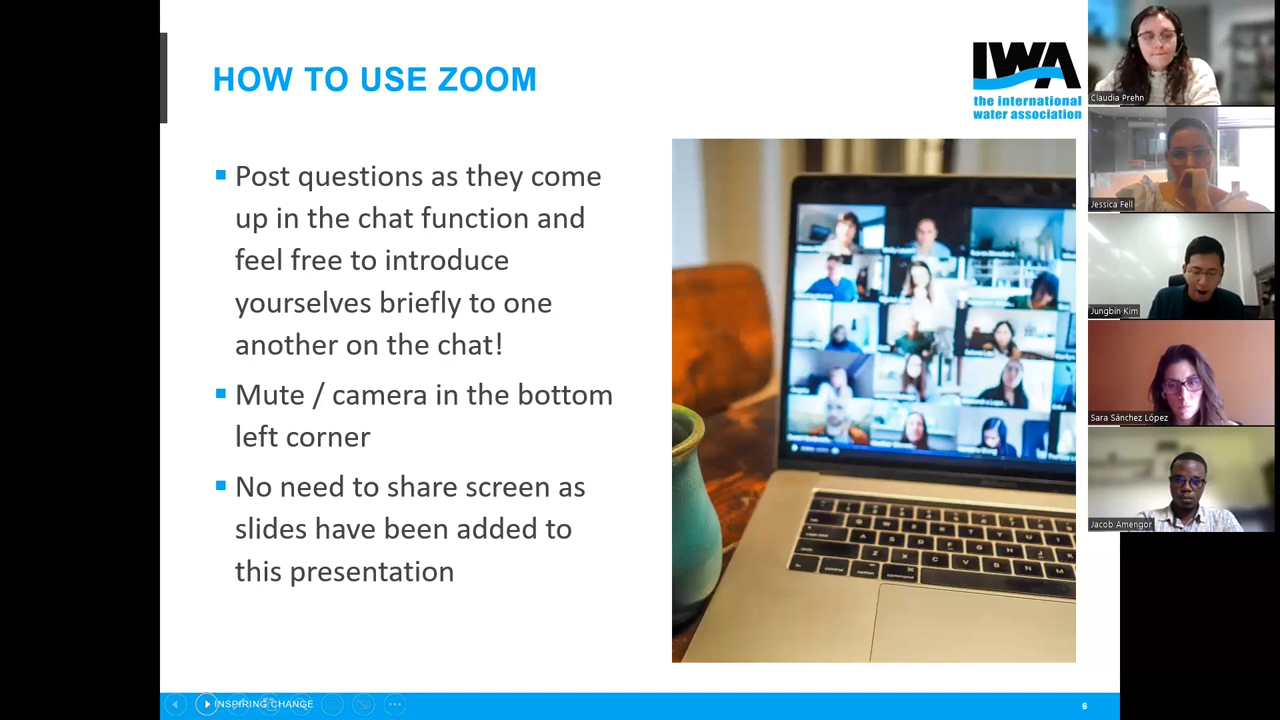 HOW TO USE ZOOM
IWA
the international
water association
Post questions as they come
up in the chat function and
feel free to introduce
yourselves briefly to one
another on the chat!
Mute / camera in the bottom
left corner
No need to share screen as
slides have been added to
this presentation
INSPIRING CHANGE
6
Claudia Prehn
Jessica Fell
Jungbin Kim
Sara Sánchez López
Jacob Amengor